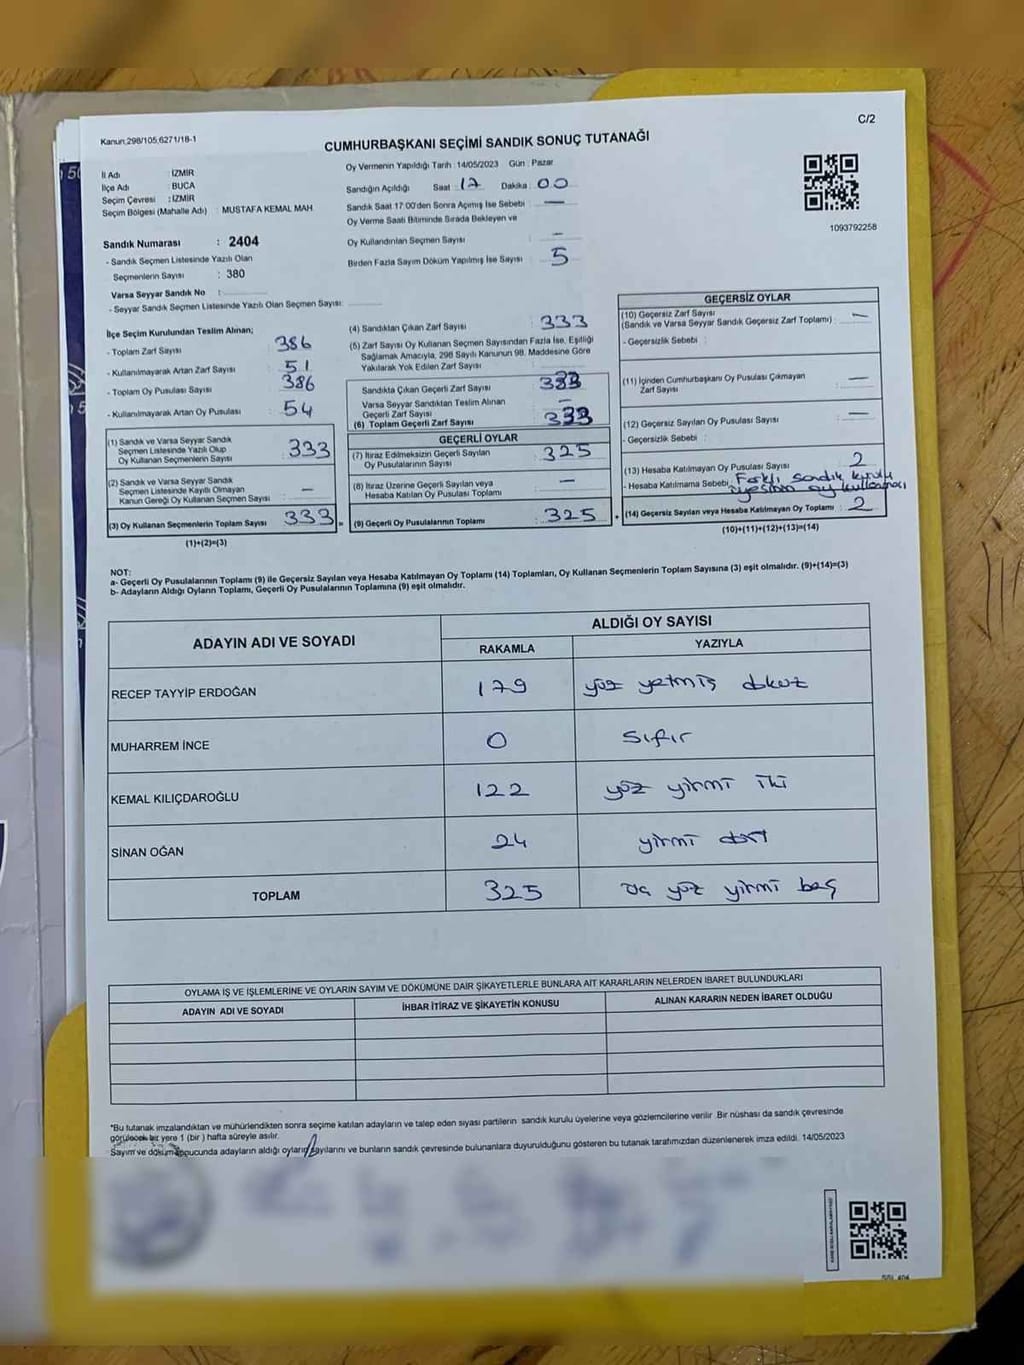 C/2
Kanun;298/105;6271/18-1
CUMHURBAŞKANI SEÇİMİ SANDIK SONUÇ TUTANAĞI
İl Adı : İZMİR
İlçe Adı : BUCA
Seçim Çevresi : İZMİR
Seçim Bölgesi (Mahalle Adı) : MUSTAFA KEMAL MAH
Sandık Numarası : 2404
- Sandık Seçmen Listesinde Yazılı Olan
Seçmenlerin Sayısı : 380
Varsa Seyyar Sandık No :
- Seyyar Sandık Seçmen Listesinde Yazılı Olan Seçmen Sayısı:
Oy Vermenin Yapıldığı Tarih : 14/05/2023 Gün : Pazar
Sandığın Açıldığı Saat : 17 Dakika : 00
Sandık Saat 17:00'den Sonra Açılmış İse Sebebi : —
Oy Verme Saati Bitiminde Sırada Bekleyen ve
Oy Kullandırılan Seçmen Sayısı : —
Birden Fazla Sayım Döküm Yapılmış İse Sayısı : 5
1093792258
İlçe Seçim Kurulundan Teslim Alınan;
- Toplam Zarf Sayısı : 386
- Kullanılmayarak Artan Zarf Sayısı : 51
- Toplam Oy Pusulası Sayısı : 386
- Kullanılmayarak Artan Oy Pusulası : 54
(1) Sandık ve Varsa Seyyar Sandık
Seçmen Listesinde Yazılı Olup
Oy Kullanan Seçmenlerin Sayısı : 333
(2) Sandık ve Varsa Seyyar Sandık
Seçmen Listesinde Kayıtlı Olmayan
Kanun Gereği Oy Kullanan Seçmen Sayısı : —
(3) Oy Kullanan Seçmenlerin Toplam Sayısı : 333 =
(1)+(2)=(3)
(4) Sandıktan Çıkan Zarf Sayısı : 333
(5) Zarf Sayısı Oy Kullanan Seçmen Sayısından Fazla İse, Eşitliği
Sağlamak Amacıyla, 298 Sayılı Kanunun 98. Maddesine Göre
Yakılarak Yok Edilen Zarf Sayısı :
Sandıkta Çıkan Geçerli Zarf Sayısı : 333
Varsa Seyyar Sandıktan Teslim Alınan
Geçerli Zarf Sayısı : —
(6) Toplam Geçerli Zarf Sayısı : 333
GEÇERLİ OYLAR
(7) İtiraz Edilmeksizin Geçerli Sayılan
Oy Pusulalarının Sayısı : 325
(8) İtiraz Üzerine Geçerli Sayılan veya
Hesaba Katılan Oy Pusulası Toplamı : —
(9) Geçerli Oy Pusulalarının Toplamı : 325 +
GEÇERSİZ OYLAR
(10) Geçersiz Zarf Sayısı
(Sandık ve Varsa Seyyar Sandık Geçersiz Zarf Toplamı) : —
- Geçersizlik Sebebi :
(11) İçinden Cumhurbaşkanı Oy Pusulası Çıkmayan
Zarf Sayısı : —
(12) Geçersiz Sayılan Oy Pusulası Sayısı : —
- Geçersizlik Sebebi :
(13) Hesaba Katılmayan Oy Pusulası Sayısı : 2
- Hesaba Katılmama Sebebi : Farklı sandık kurulu
üyesinin oy kullanması
(14) Geçersiz Sayılan veya Hesaba Katılmayan Oy Toplamı : 2
(10)+(11)+(12)+(13)=(14)
NOT:
a- Geçerli Oy Pusulalarının Toplamı (9) ile Geçersiz Sayılan veya Hesaba Katılmayan Oy Toplamı (14) Toplamları, Oy Kullanan Seçmenlerin Toplam Sayısına (3) eşit olmalıdır. (9)+(14)=(3)
b- Adayların Aldığı Oyların Toplamı, Geçerli Oy Pusulalarının Toplamına (9) eşit olmalıdır.
ADAYIN ADI VE SOYADI
ALDIĞI OY SAYISI
RAKAMLA YAZIYLA
RECEP TAYYİP ERDOĞAN 179 yüz yetmiş dokuz
MUHARREM İNCE 0 sıfır
KEMAL KILIÇDAROĞLU 122 yüz yirmi iki
SİNAN OĞAN 24 yirmi dört
TOPLAM 325 üç yüz yirmi beş
OYLAMA İŞ VE İŞLEMLERİNE VE OYLARIN SAYIM VE DÖKÜMÜNE DAİR ŞİKAYETLERLE BUNLARA AİT KARARLARIN NELERDEN İBARET BULUNDUKLARI
ADAYIN ADI VE SOYADI İHBAR İTİRAZ VE ŞİKAYETİN KONUSU ALINAN KARARIN NEDEN İBARET OLDUĞU
*Bu tutanak imzalandıktan ve mühürlendikten sonra seçime katılan adayların ve talep eden siyasi partilerin sandık kurulu üyelerine veya gözlemcilerine verilir. Bir nüshası da sandık çevresinde
görülecek bir yere 1 (bir) hafta süreyle asılır.
Sayım ve döküm sonucunda adayların aldığı oyların sayılarını ve bunların sandık çevresinde bulunanlara duyurulduğunu gösteren bu tutanak tarafımızdan düzenlenerek imza edildi. 14/05/2023